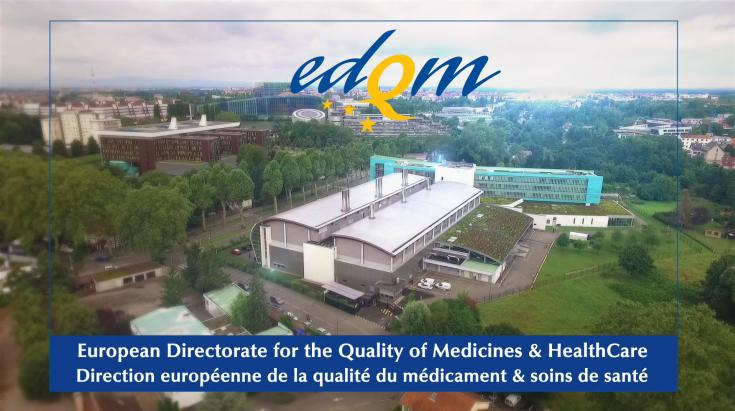 edQm
European Directorate for the Quality of Medicines & HealthCare
Direction européenne de la qualité du médicament & soins de santé